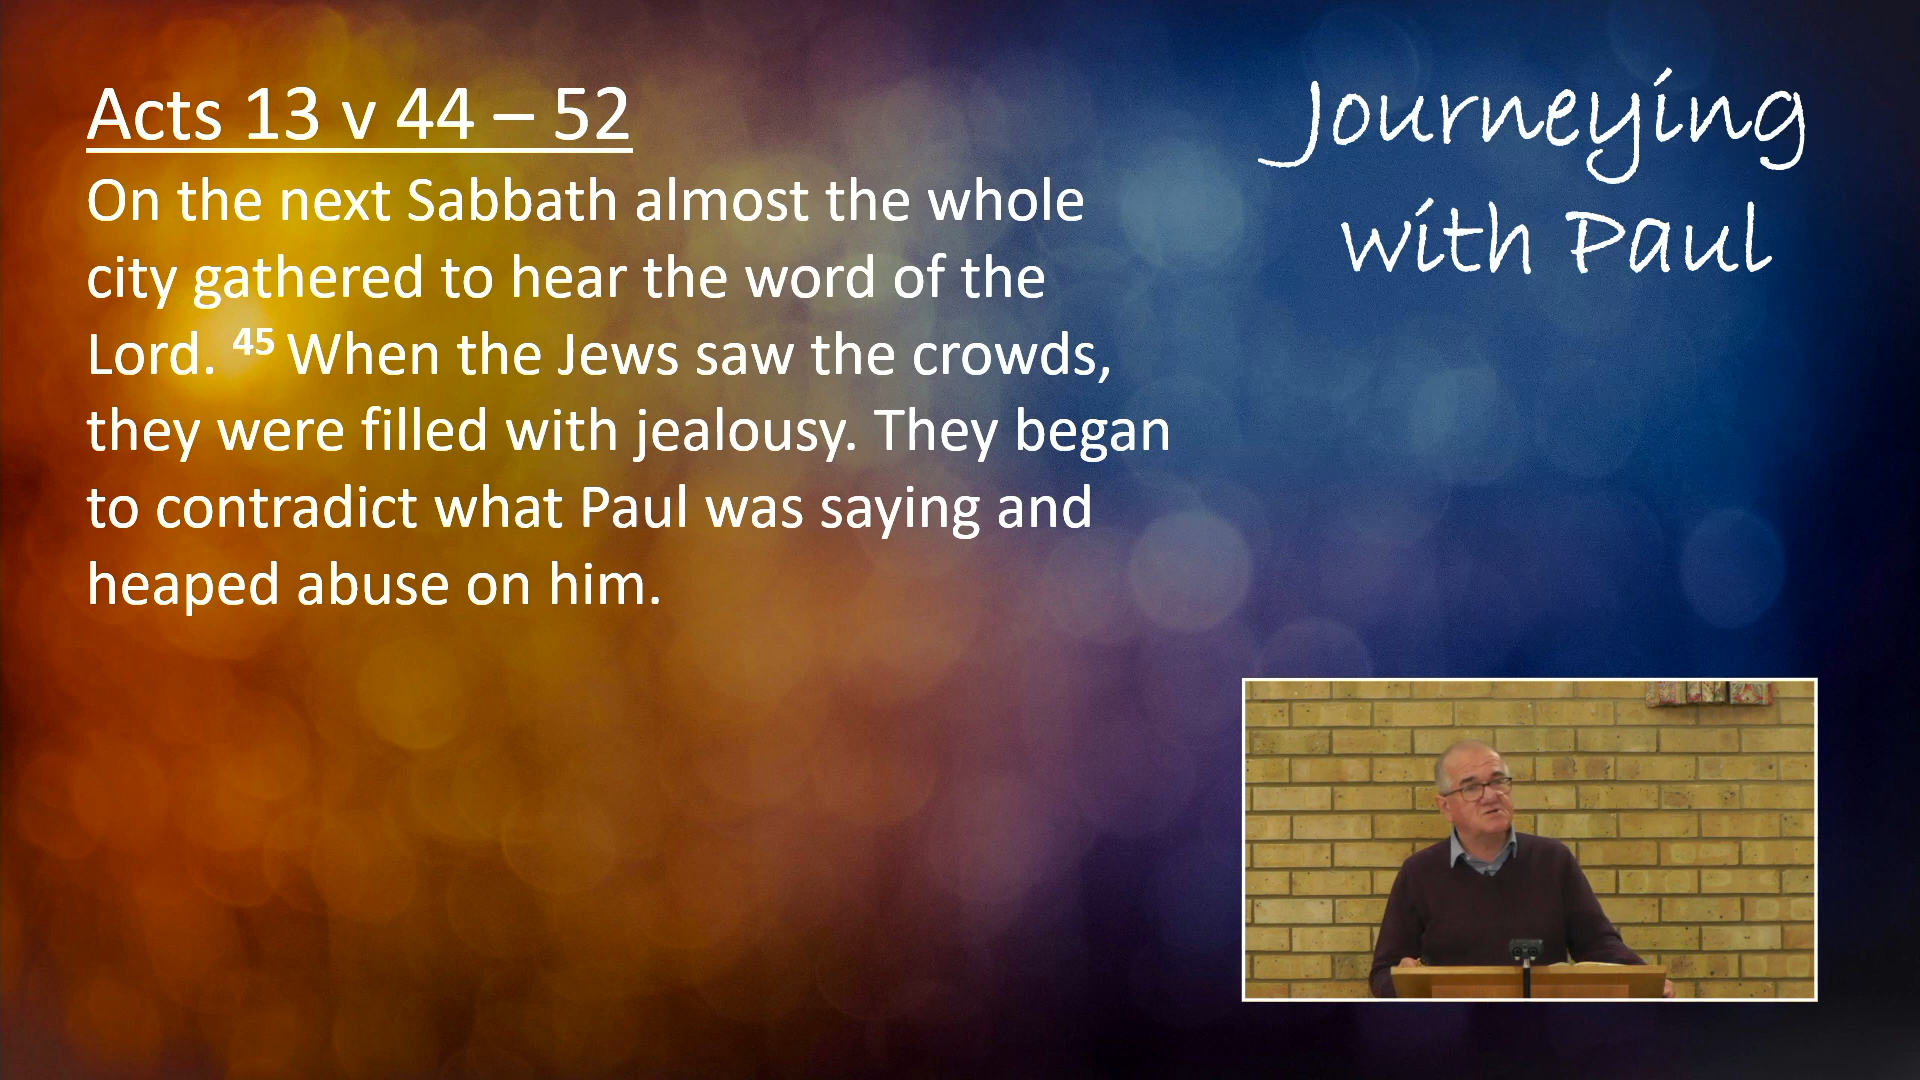 Acts 13 v 44 – 52
On the next Sabbath almost the whole
city gathered to hear the word of the
Lord. 45 When the Jews saw the crowds,
they were filled with jealousy. They began
to contradict what Paul was saying and
heaped abuse on him.
Journeying
with Paul